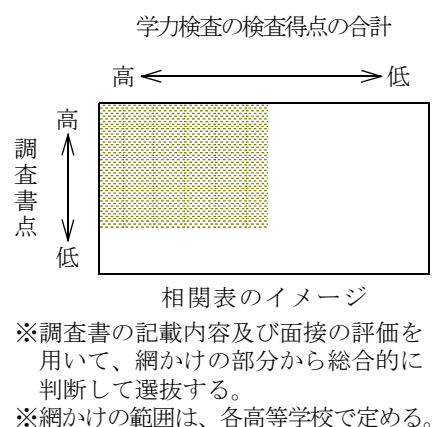 学力検査の検査得点の合計
高 低
高
調査書点
低
相関表のイメージ
※調査書の記載内容及び面接の評価を
用いて、網かけの部分から総合的に
判断して選抜する。
※網かけの範囲は、各高等学校で定める。